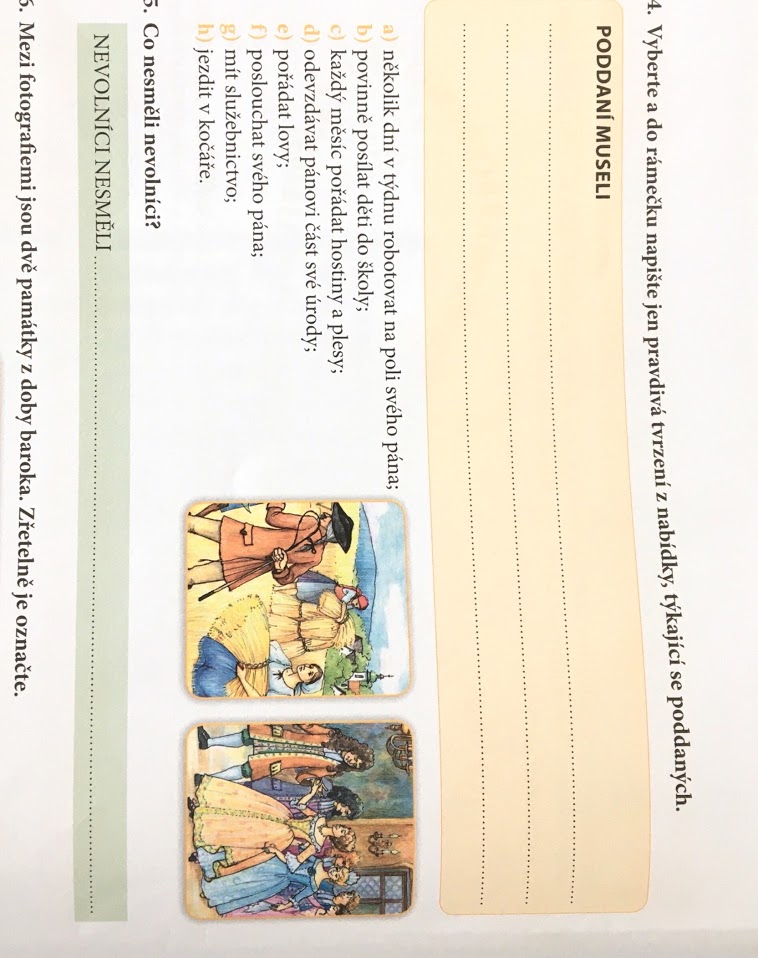 4. Vyberte a do rámečku napište jen pravdivá tvrzení z nabídky, týkající se poddaných.
PODDANÍ MUSELI
a) několik dní v týdnu robotovat na poli svého pána;
b) povinně posílat děti do školy;
c) každý měsíc pořádat hostiny a plesy;
d) odevzdávat pánovi část své úrody;
e) pořádat lovy;
f) poslouchat svého pána;
g) mít služebnictvo;
h) jezdit v kočáře.
5. Co nesměli nevolníci?
NEVOLNÍCI NESMĚLI
6. Mezi fotografiemi jsou dvě památky z doby baroka. Zřetelně je označte.